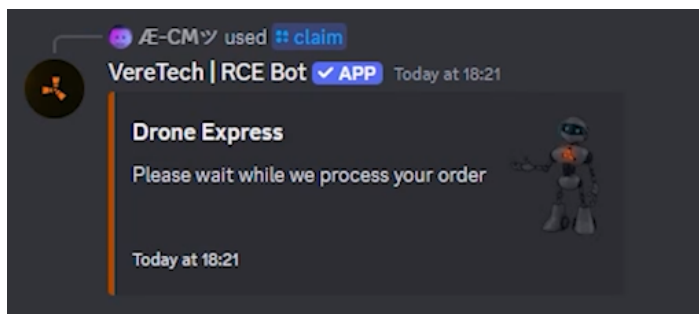 Æ-CMツ used claim
VereTech | RCE Bot ✓ APP Today at 18:21
Drone Express
Please wait while we process your order
Today at 18:21